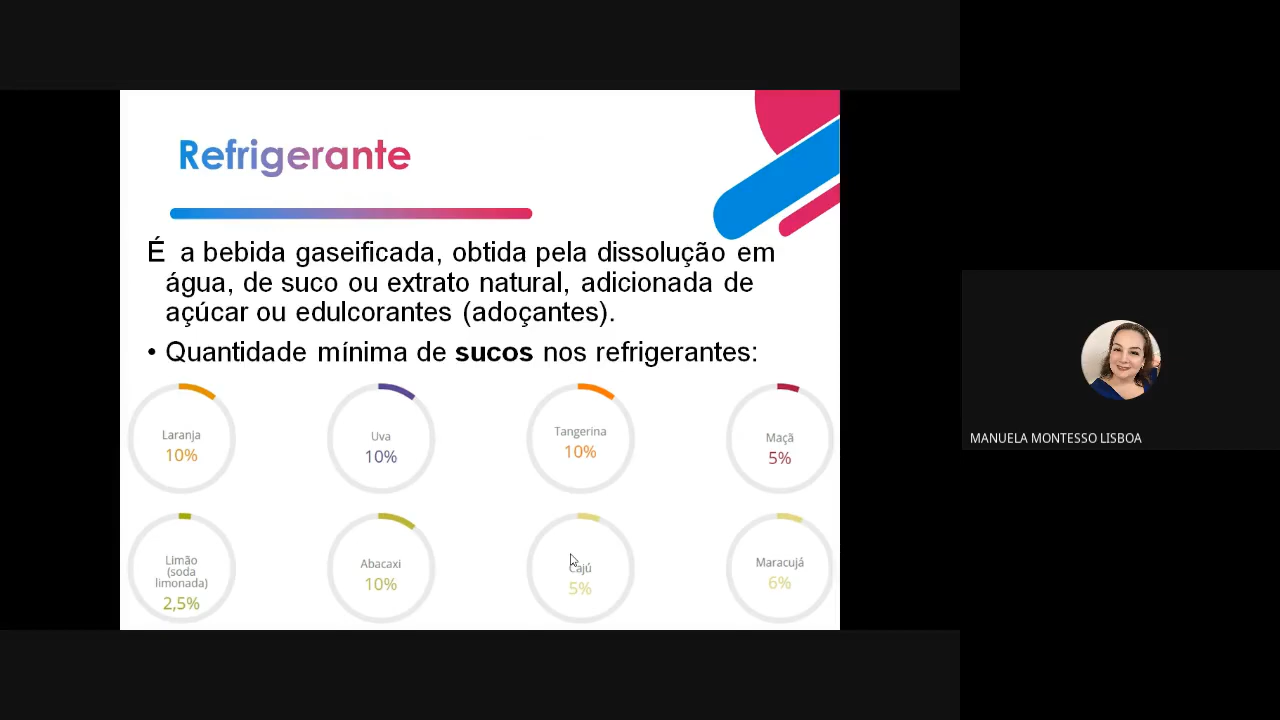 Refrigerante
É a bebida gaseificada, obtida pela dissolução em
água, de suco ou extrato natural, adicionada de
açúcar ou edulcorantes (adoçantes).
• Quantidade mínima de sucos nos refrigerantes:
Laranja
10%
Uva
10%
Tangerina
10%
Maçã
5%
Limão
(soda
limonada)
2,5%
Abacaxi
10%
Cajú
5%
Maracujá
6%
MANUELA MONTESSO LISBOA